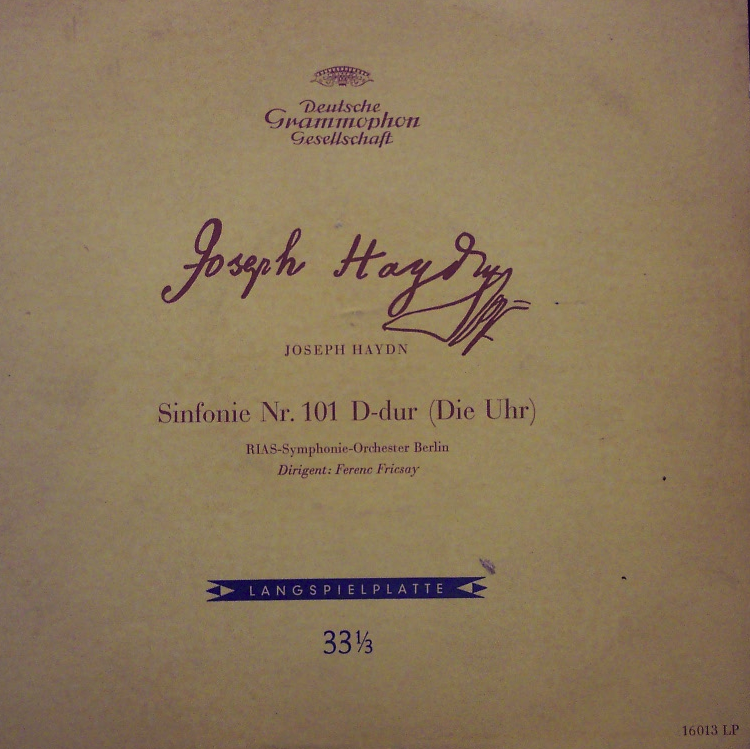 Deutsche
Grammophon
Gesellschaft
Joseph Haydn
JOSEPH HAYDN
Sinfonie Nr. 101 D-dur (Die Uhr)
RIAS-Symphonie-Orchester Berlin
Dirigent: Ferenc Fricsay
LANGSPIELPLATTE
33⅓
16013 LP